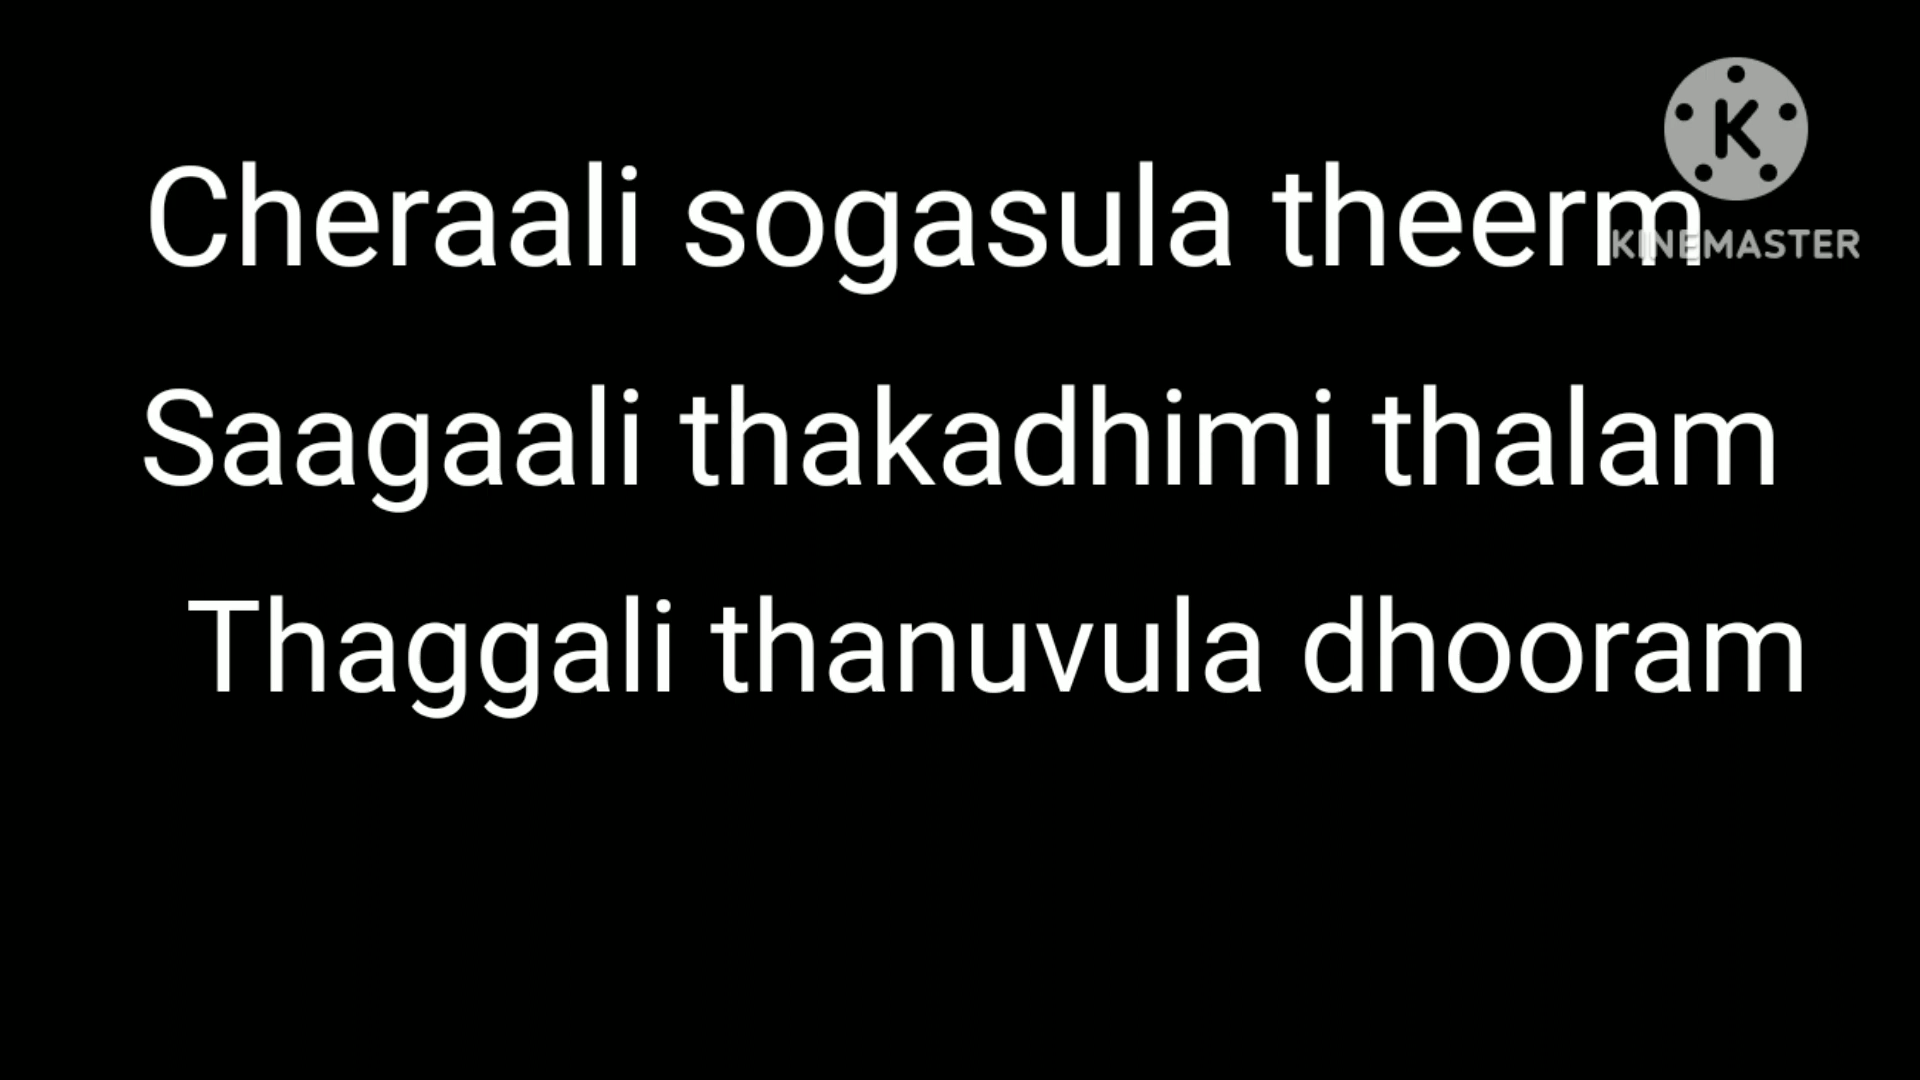 Cheraali sogasula theerm
KINEMASTER
Saagaali thakadhimi thalam
Thaggali thanuvula dhooram